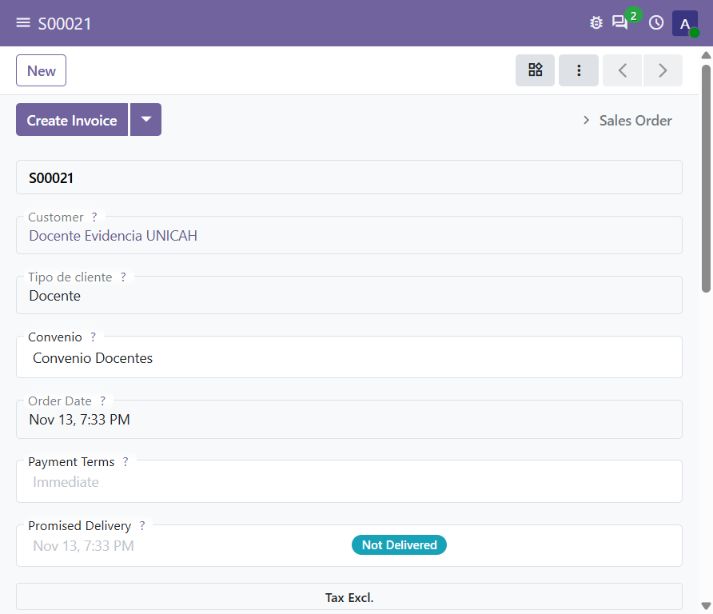 S00021
2
A
New
Create Invoice
Sales Order
S00021
Customer ?
Docente Evidencia UNICAH
Tipo de cliente ?
Docente
Convenio ?
Convenio Docentes
Order Date ?
Nov 13, 7:33 PM
Payment Terms ?
Immediate
Promised Delivery ?
Nov 13, 7:33 PM Not Delivered
Tax Excl.